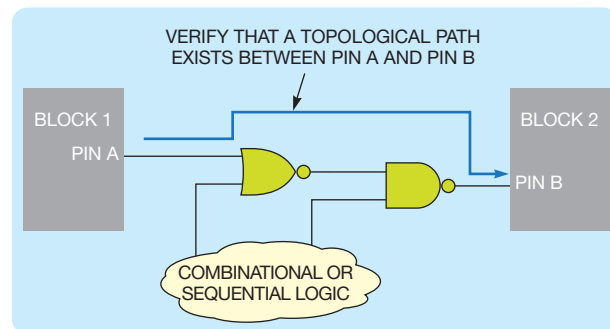 VERIFY THAT A TOPOLOGICAL PATH
EXISTS BETWEEN PIN A AND PIN B
BLOCK 1
BLOCK 2
PIN A
PIN B
COMBINATIONAL OR
SEQUENTIAL LOGIC